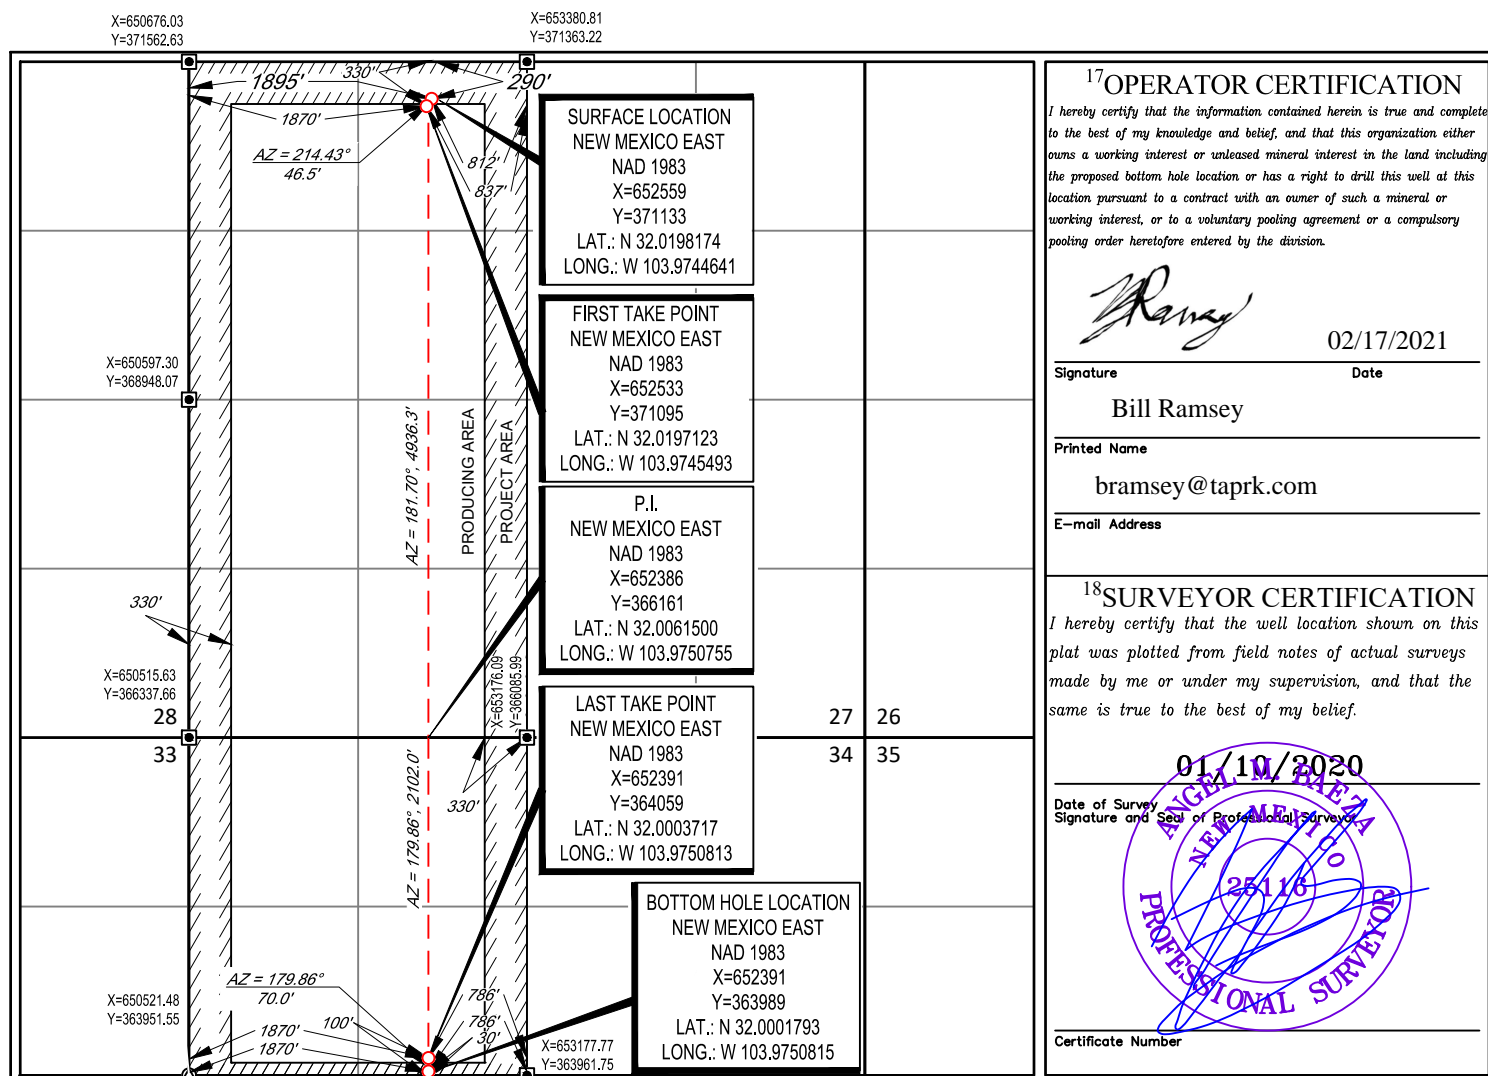 X=650676.03
Y=371562.63
X=653380.81
Y=371363.22
1895'
330'
290'
1870'
AZ = 214.43°
46.5'
812'
837'
SURFACE LOCATION
NEW MEXICO EAST
NAD 1983
X=652559
Y=371133
LAT.: N 32.0198174
LONG.: W 103.9744641
FIRST TAKE POINT
NEW MEXICO EAST
NAD 1983
X=652533
Y=371095
LAT.: N 32.0197123
LONG.: W 103.9745493
X=650597.30
Y=368948.07
AZ = 181.70°, 4936.3'
PRODUCING AREA
PROJECT AREA
P.I.
NEW MEXICO EAST
NAD 1983
X=652386
Y=366161
LAT.: N 32.0061500
LONG.: W 103.9750755
330'
X=650515.63
Y=366337.66
X=653176.09
Y=366085.99
28
33
27
26
34
35
LAST TAKE POINT
NEW MEXICO EAST
NAD 1983
X=652391
Y=364059
LAT.: N 32.0003717
LONG.: W 103.9750813
330'
AZ = 179.86°, 2102.0'
BOTTOM HOLE LOCATION
NEW MEXICO EAST
NAD 1983
X=652391
Y=363989
LAT.: N 32.0001793
LONG.: W 103.9750815
AZ = 179.86°
70.0'
X=650521.48
Y=363951.55
1870'
1870'
100'
786'
786'
30'
X=653177.77
Y=363961.75
17OPERATOR CERTIFICATION
I hereby certify that the information contained herein is true and complete
to the best of my knowledge and belief, and that this organization either
owns a working interest or unleased mineral interest in the land including
the proposed bottom hole location or has a right to drill this well at this
location pursuant to a contract with an owner of such a mineral or
working interest, or to a voluntary pooling agreement or a compulsory
pooling order heretofore entered by the division.
02/17/2021
Signature Date
Bill Ramsey
Printed Name
bramsey@taprk.com
E-mail Address
18SURVEYOR CERTIFICATION
I hereby certify that the well location shown on this
plat was plotted from field notes of actual surveys
made by me or under my supervision, and that the
same is true to the best of my belief.
01/10/2020
Date of Survey
Signature and Seal of Professional Surveyor
ANGEL M. BAEZA
NEW MEXICO
25116
PROFESSIONAL SURVEYOR
Certificate Number